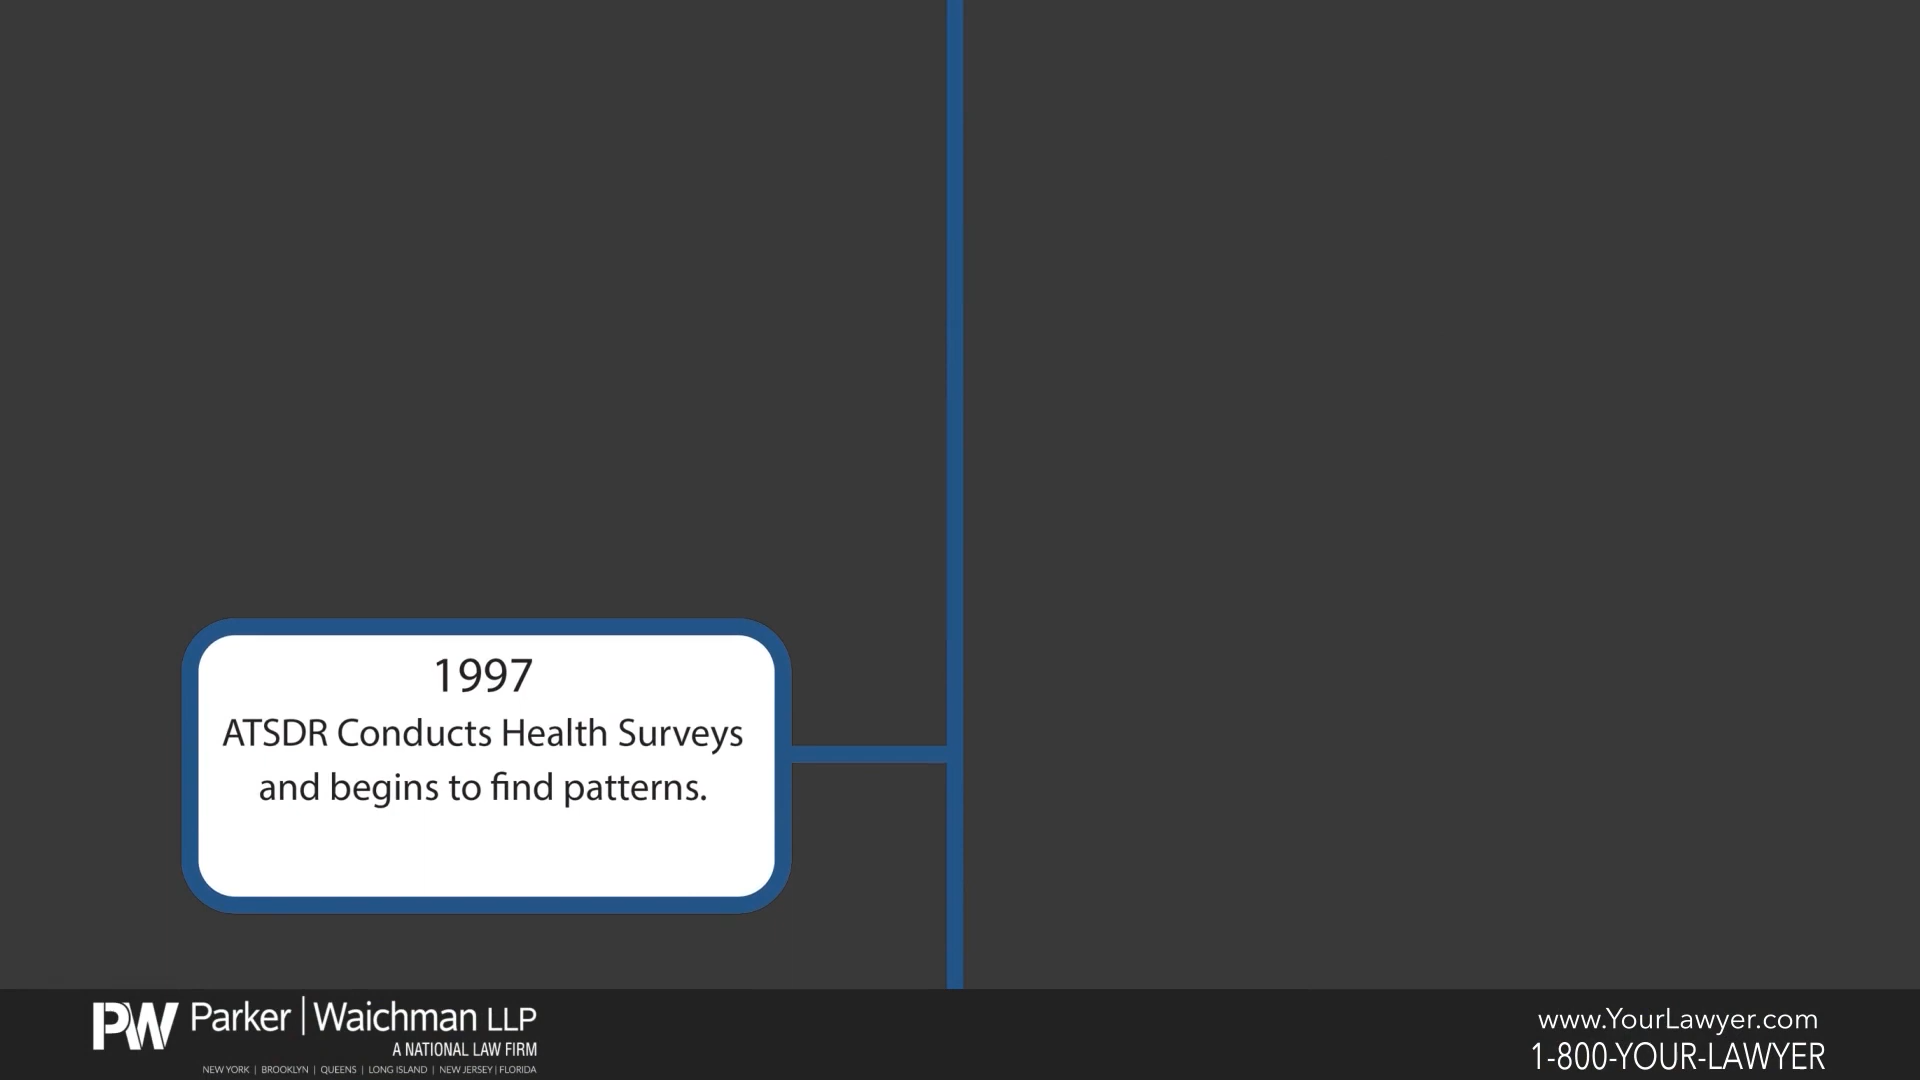 1997
ATSDR Conducts Health Surveys
and begins to find patterns.
PW Parker | Waichman LLP
A NATIONAL LAW FIRM
NEW YORK | BROOKLYN | QUEENS | LONG ISLAND | NEW JERSEY | FLORIDA
www.YourLawyer.com
1-800-YOUR-LAWYER